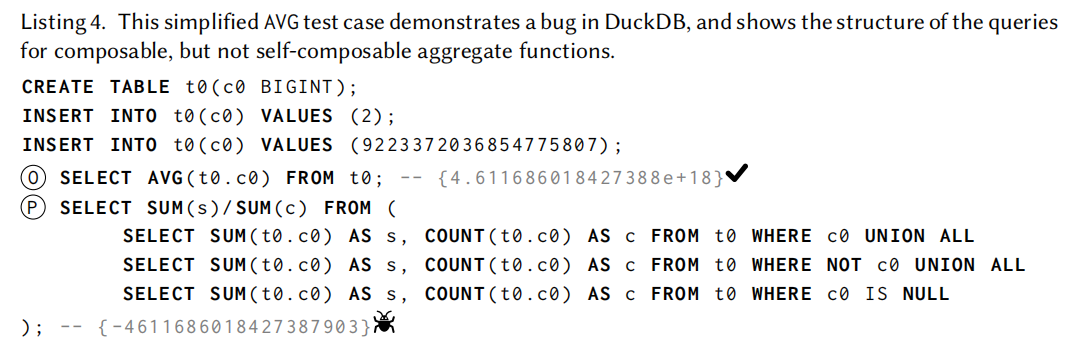 Listing 4. This simplified AVG test case demonstrates a bug in DuckDB, and shows the structure of the queries
for composable, but not self-composable aggregate functions.
CREATE TABLE t0(c0 BIGINT);
INSERT INTO t0(c0) VALUES (2);
INSERT INTO t0(c0) VALUES (9223372036854775807);
Ⓞ SELECT AVG(t0.c0) FROM t0; -- {4.611686018427388e+18}✔
Ⓟ SELECT SUM(s)/SUM(c) FROM (
SELECT SUM(t0.c0) AS s, COUNT(t0.c0) AS c FROM t0 WHERE c0 UNION ALL
SELECT SUM(t0.c0) AS s, COUNT(t0.c0) AS c FROM t0 WHERE NOT c0 UNION ALL
SELECT SUM(t0.c0) AS s, COUNT(t0.c0) AS c FROM t0 WHERE c0 IS NULL
); -- {-4611686018427387903}